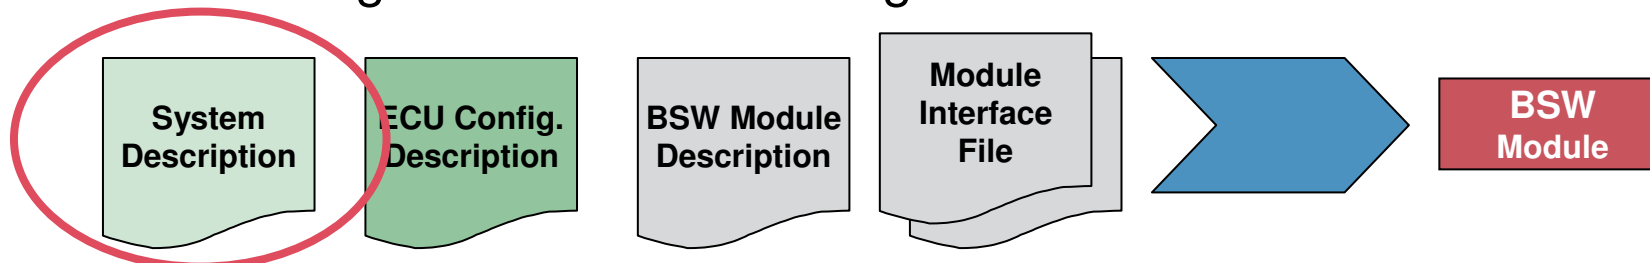 System
Description
ECU Config.
Description
BSW Module
Description
Module
Interface
File
BSW
Module